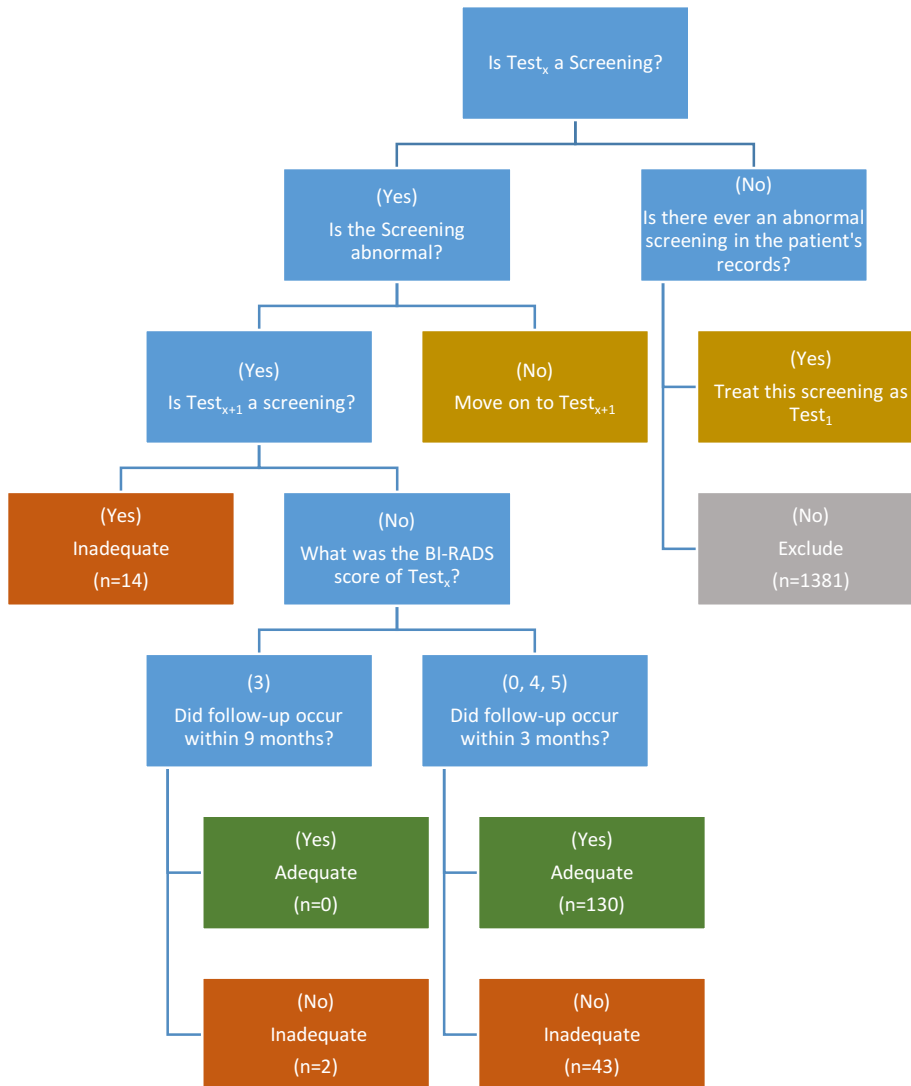 Is Testₓ a Screening?
(Yes)
Is the Screening
abnormal?
(No)
Is there ever an abnormal
screening in the patient's
records?
(Yes)
Is Testₓ₊₁ a screening?
(No)
Move on to Testₓ₊₁
(Yes)
Treat this screening as
Test₁
(Yes)
Inadequate
(n=14)
(No)
What was the BI-RADS
score of Testₓ?
(No)
Exclude
(n=1381)
(3)
Did follow-up occur
within 9 months?
(0, 4, 5)
Did follow-up occur
within 3 months?
(Yes)
Adequate
(n=0)
(Yes)
Adequate
(n=130)
(No)
Inadequate
(n=2)
(No)
Inadequate
(n=43)